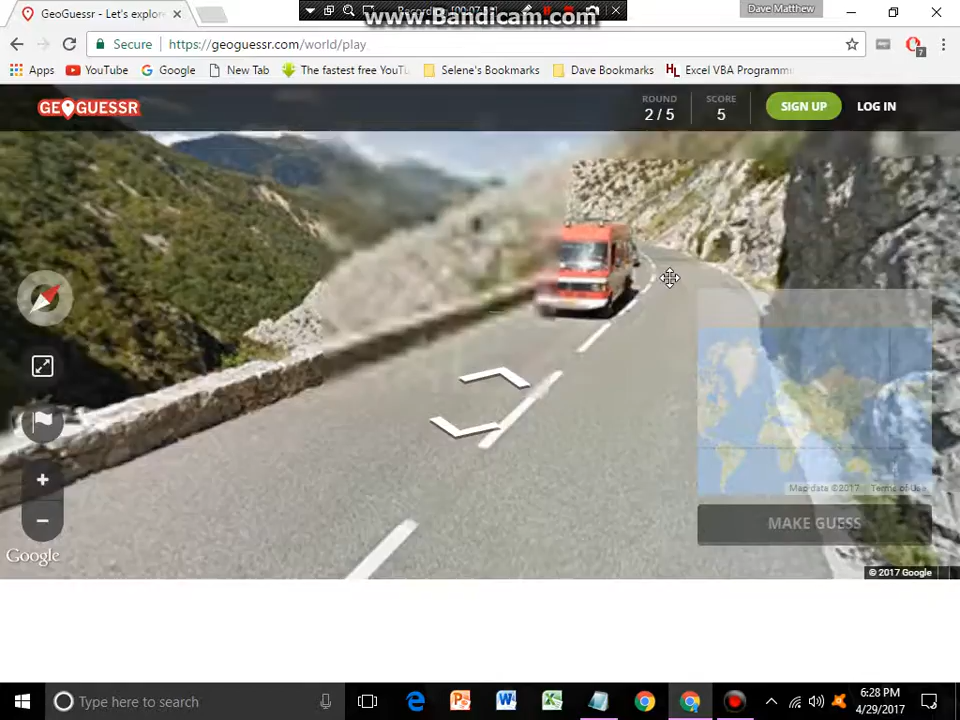 GeoGuessr - Let's explore
www.Bandicam.com
Dave Matthew
Secure
https://geoguessr.com/world/play
7
Apps
YouTube
Google
New Tab
The fastest free YouTu
Selene's Bookmarks
Dave Bookmarks
HL
Excel VBA Programm
GEOGUESSR
ROUND
2 / 5
SCORE
5
SIGN UP
LOG IN
Map data ©2017
Terms of Use
MAKE GUESS
Google
© 2017 Google
Type here to search
6:28 PM
4/29/2017